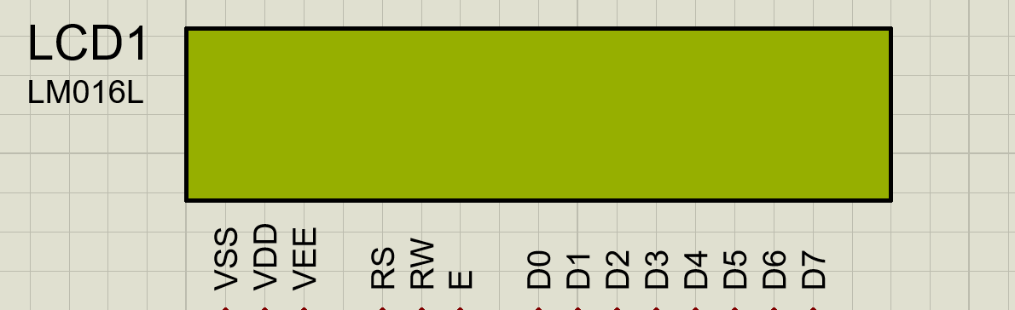 LCD1
LM016L
VSS
VDD
VEE
RS
RW
E
D0
D1
D2
D3
D4
D5
D6
D7